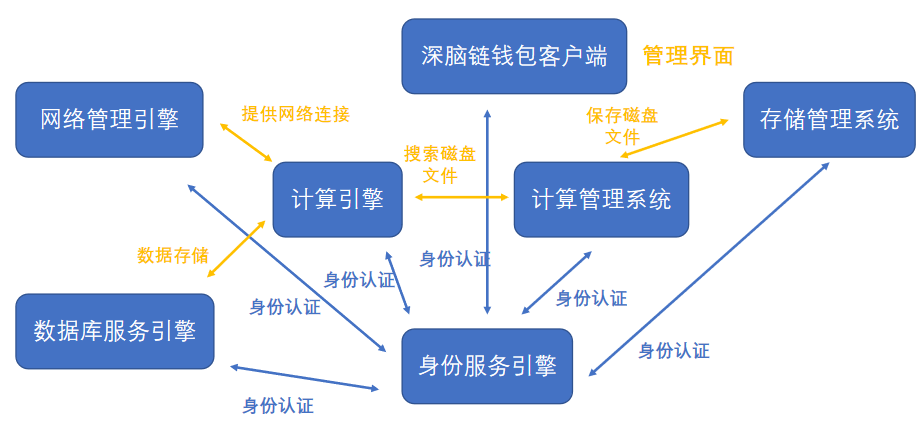 深脑链钱包客户端
管理界面
网络管理引擎
提供网络连接
保存磁盘
文件
存储管理系统
搜索磁盘
文件
计算引擎
计算管理系统
数据存储
身份认证
身份认证
身份认证
身份认证
数据库服务引擎
身份服务引擎
身份认证
身份认证